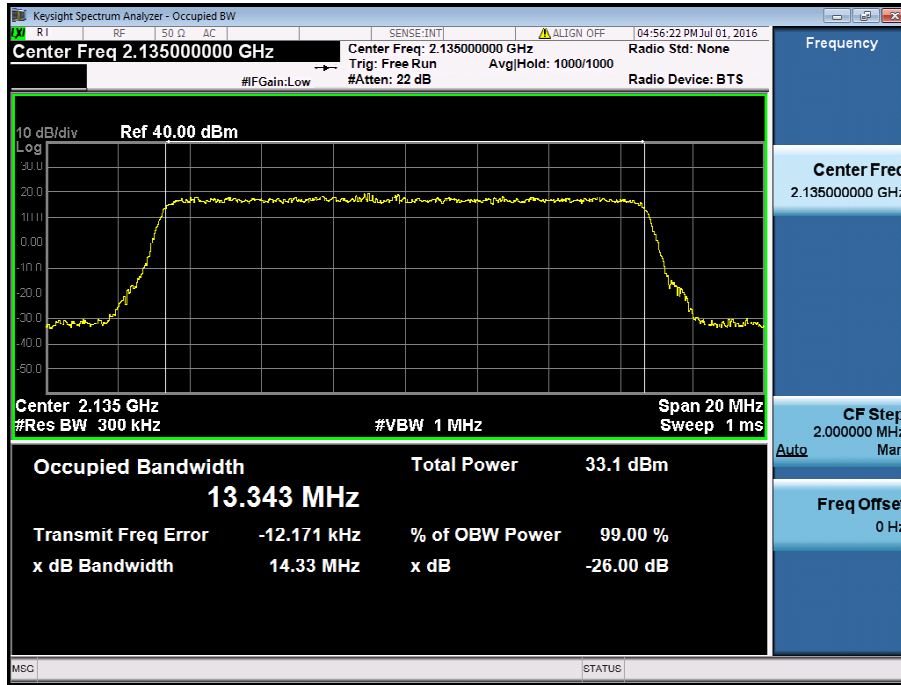 Keysight Spectrum Analyzer - Occupied BW
RL RF 50 Ω AC SENSE:INT ALIGN OFF 04:56:22 PM Jul 01, 2016
Center Freq 2.135000000 GHz
Center Freq: 2.135000000 GHz
Radio Std: None
Trig: Free Run Avg|Hold: 1000/1000
#IFGain:Low
#Atten: 22 dB
Radio Device: BTS
10 dB/div
Ref 40.00 dBm
Log
30.0
20.0
10.0
0.00
-10.0
-20.0
-30.0
-40.0
-50.0
Center 2.135 GHz
Span 20 MHz
#Res BW 300 kHz
#VBW 1 MHz
Sweep 1 ms
Occupied Bandwidth
13.343 MHz
Total Power 33.1 dBm
Transmit Freq Error -12.171 kHz
% of OBW Power 99.00 %
x dB Bandwidth 14.33 MHz
x dB -26.00 dB
MSG
STATUS
Frequency
Center Freq
2.135000000 GHz
CF Step
2.000000 MHz
Auto Man
Freq Offset
0 Hz